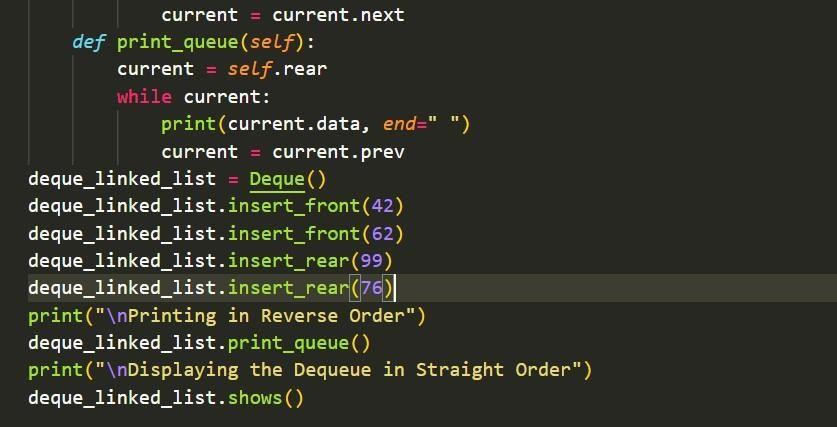 current = current.next
    def print_queue(self):
        current = self.rear
        while current:
            print(current.data, end=" ")
            current = current.prev
deque_linked_list = Deque()
deque_linked_list.insert_front(42)
deque_linked_list.insert_front(62)
deque_linked_list.insert_rear(99)
deque_linked_list.insert_rear(76)
print("\nPrinting in Reverse Order")
deque_linked_list.print_queue()
print("\nDisplaying the Dequeue in Straight Order")
deque_linked_list.shows()